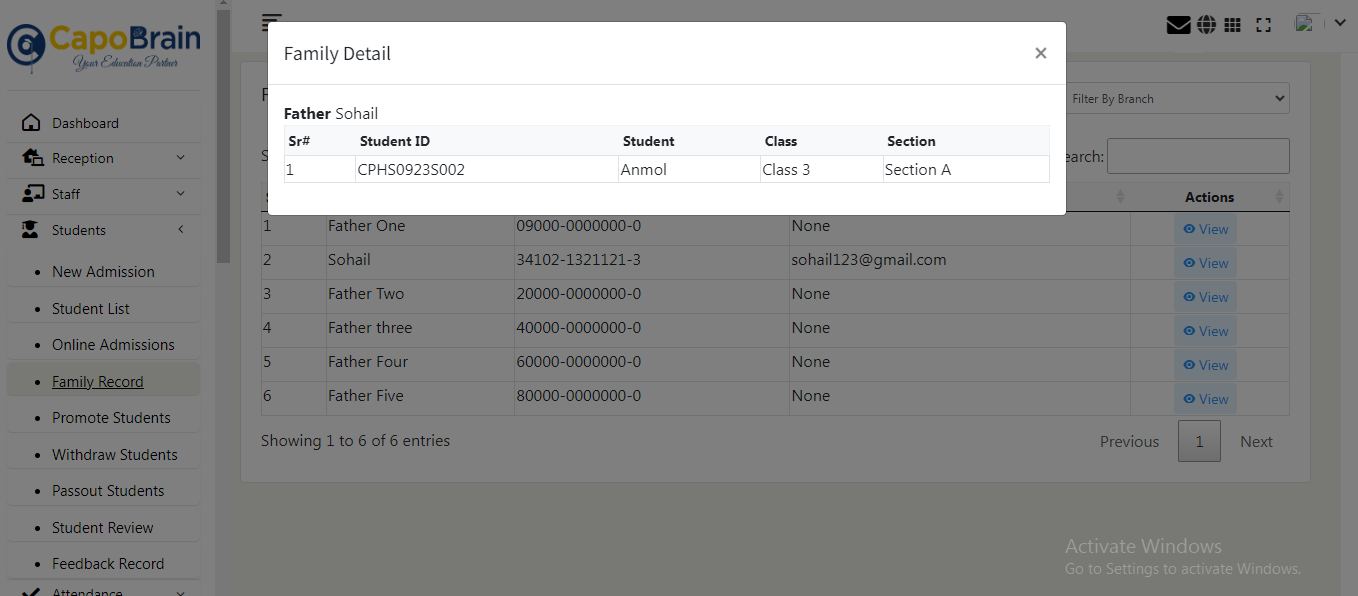 CapoBrain
Your Education Partner
Dashboard
Reception
Staff
Students
New Admission
Student List
Online Admissions
Family Record
Promote Students
Withdraw Students
Passout Students
Student Review
Feedback Record
Attendance
Family Detail
Father Sohail
Sr# Student ID Student Class Section
1 CPHS0923S002 Anmol Class 3 Section A
Filter By Branch
earch:
Actions
1 Father One 09000-0000000-0 None View
2 Sohail 34102-1321121-3 sohail123@gmail.com View
3 Father Two 20000-0000000-0 None View
4 Father three 40000-0000000-0 None View
5 Father Four 60000-0000000-0 None View
6 Father Five 80000-0000000-0 None View
Showing 1 to 6 of 6 entries
Previous 1 Next
Activate Windows
Go to Settings to activate Windows.